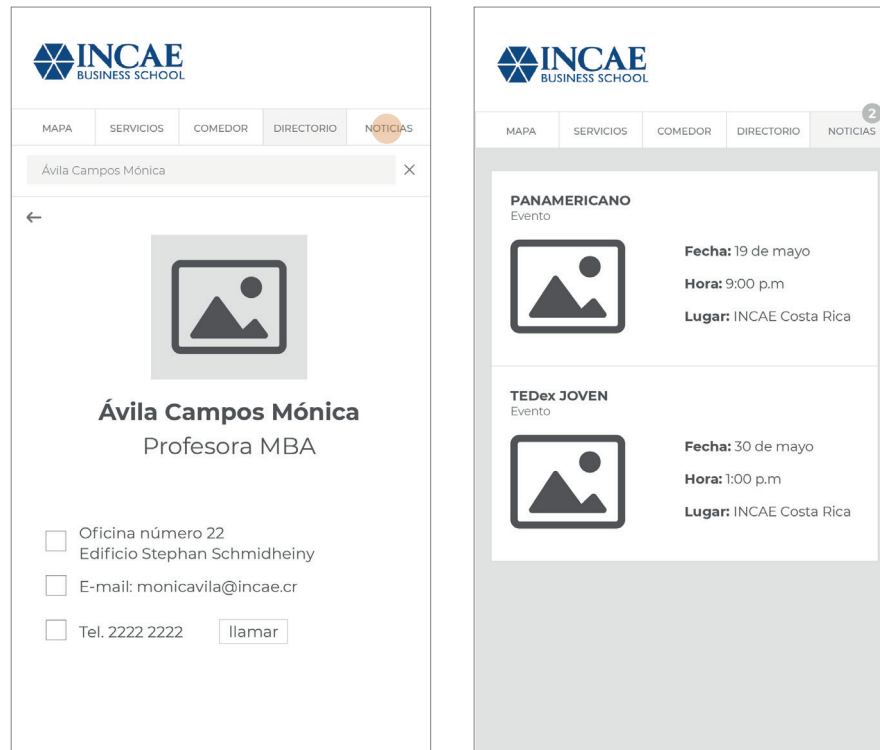 INCAE
BUSINESS SCHOOL
MAPA SERVICIOS COMEDOR DIRECTORIO NOTICIAS
Ávila Campos Mónica
Ávila Campos Mónica
Profesora MBA
Oficina número 22
Edificio Stephan Schmidheiny
E-mail: monicavila@incae.cr
Tel. 2222 2222 llamar
INCAE
BUSINESS SCHOOL
2
MAPA SERVICIOS COMEDOR DIRECTORIO NOTICIAS
PANAMERICANO
Evento
Fecha: 19 de mayo
Hora: 9:00 p.m
Lugar: INCAE Costa Rica
TEDex JOVEN
Evento
Fecha: 30 de mayo
Hora: 1:00 p.m
Lugar: INCAE Costa Rica